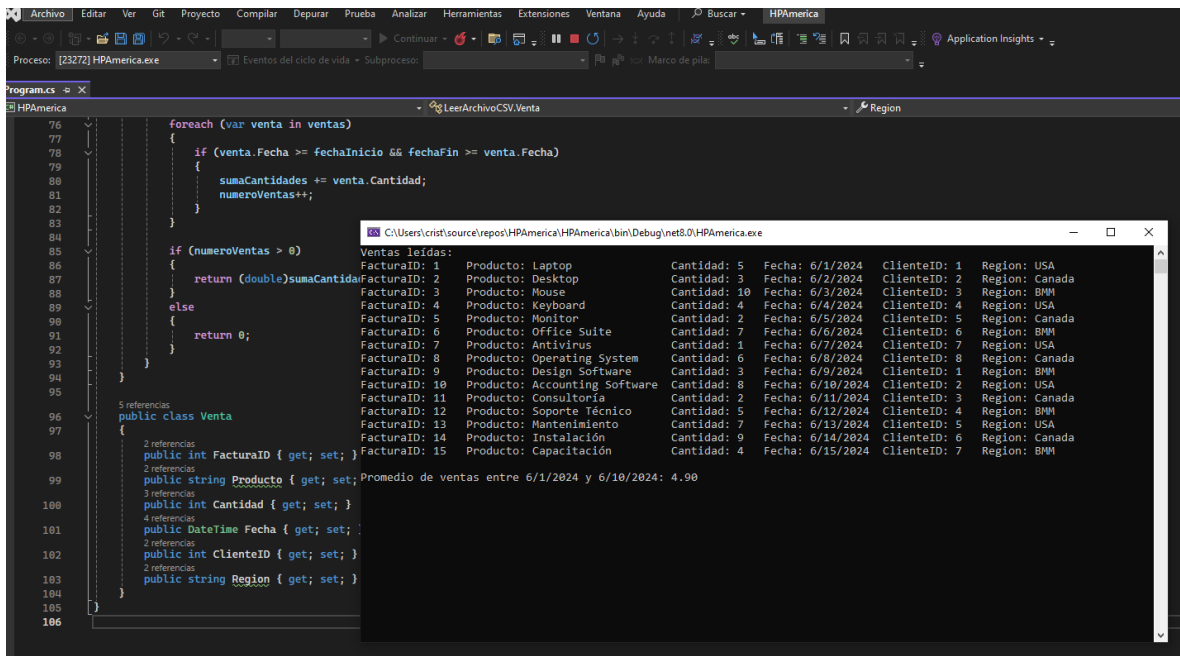 Archivo Editar Ver Git Proyecto Compilar Depurar Prueba Analizar Herramientas Extensiones Ventana Ayuda Buscar HPAmerica
Continuar Application Insights
Proceso: [23272] HPAmerica.exe Eventos del ciclo de vida Subproceso: Marco de pila:
Program.cs
HPAmerica LeerArchivoCSV.Venta Region
76 foreach (var venta in ventas)
77 {
78 if (venta.Fecha >= fechaInicio && fechaFin >= venta.Fecha)
79 {
80 sumaCantidades += venta.Cantidad;
81 numeroVentas++;
82 }
83 }
84
85 if (numeroVentas > 0)
86 {
87 return (double)sumaCantida
88 }
89 else
90 {
91 return 0;
92 }
93 }
94 }
95
5 referencias
96 public class Venta
97 {
2 referencias
98 public int FacturaID { get; set; }
2 referencias
99 public string Producto { get; set;
3 referencias
100 public int Cantidad { get; set; }
4 referencias
101 public DateTime Fecha { get; set; }
2 referencias
102 public int ClienteID { get; set; }
2 referencias
103 public string Region { get; set; }
104 }
105 }
106
C:\Users\crist\source\repos\HPAmerica\HPAmerica\bin\Debug\net8.0\HPAmerica.exe
Ventas leídas:
FacturaID: 1 Producto: Laptop Cantidad: 5 Fecha: 6/1/2024 ClienteID: 1 Region: USA
FacturaID: 2 Producto: Desktop Cantidad: 3 Fecha: 6/2/2024 ClienteID: 2 Region: Canada
FacturaID: 3 Producto: Mouse Cantidad: 10 Fecha: 6/3/2024 ClienteID: 3 Region: BMM
FacturaID: 4 Producto: Keyboard Cantidad: 4 Fecha: 6/4/2024 ClienteID: 4 Region: USA
FacturaID: 5 Producto: Monitor Cantidad: 2 Fecha: 6/5/2024 ClienteID: 5 Region: Canada
FacturaID: 6 Producto: Office Suite Cantidad: 7 Fecha: 6/6/2024 ClienteID: 6 Region: BMM
FacturaID: 7 Producto: Antivirus Cantidad: 1 Fecha: 6/7/2024 ClienteID: 7 Region: USA
FacturaID: 8 Producto: Operating System Cantidad: 6 Fecha: 6/8/2024 ClienteID: 8 Region: Canada
FacturaID: 9 Producto: Design Software Cantidad: 3 Fecha: 6/9/2024 ClienteID: 1 Region: BMM
FacturaID: 10 Producto: Accounting Software Cantidad: 8 Fecha: 6/10/2024 ClienteID: 2 Region: USA
FacturaID: 11 Producto: Consultoría Cantidad: 2 Fecha: 6/11/2024 ClienteID: 3 Region: Canada
FacturaID: 12 Producto: Soporte Técnico Cantidad: 5 Fecha: 6/12/2024 ClienteID: 4 Region: BMM
FacturaID: 13 Producto: Mantenimiento Cantidad: 7 Fecha: 6/13/2024 ClienteID: 5 Region: USA
FacturaID: 14 Producto: Instalación Cantidad: 9 Fecha: 6/14/2024 ClienteID: 6 Region: Canada
FacturaID: 15 Producto: Capacitación Cantidad: 4 Fecha: 6/15/2024 ClienteID: 7 Region: BMM
Promedio de ventas entre 6/1/2024 y 6/10/2024: 4.90